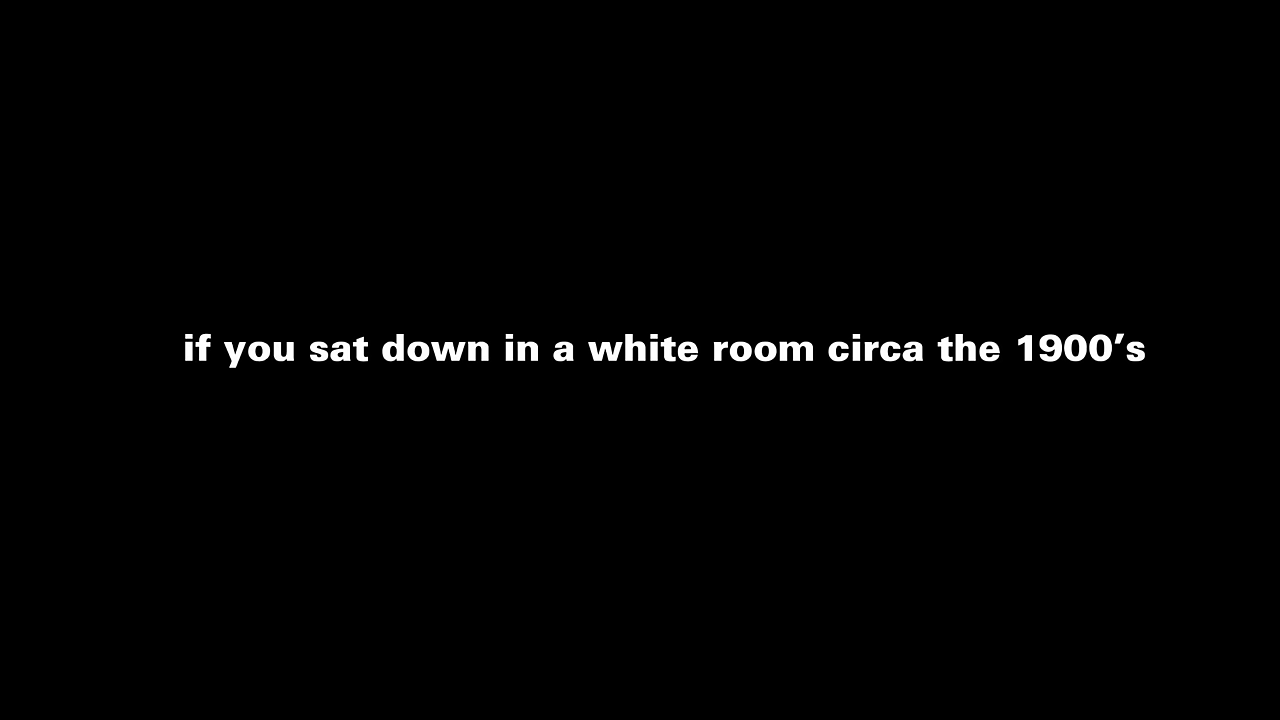 if you sat down in a white room circa the 1900’s